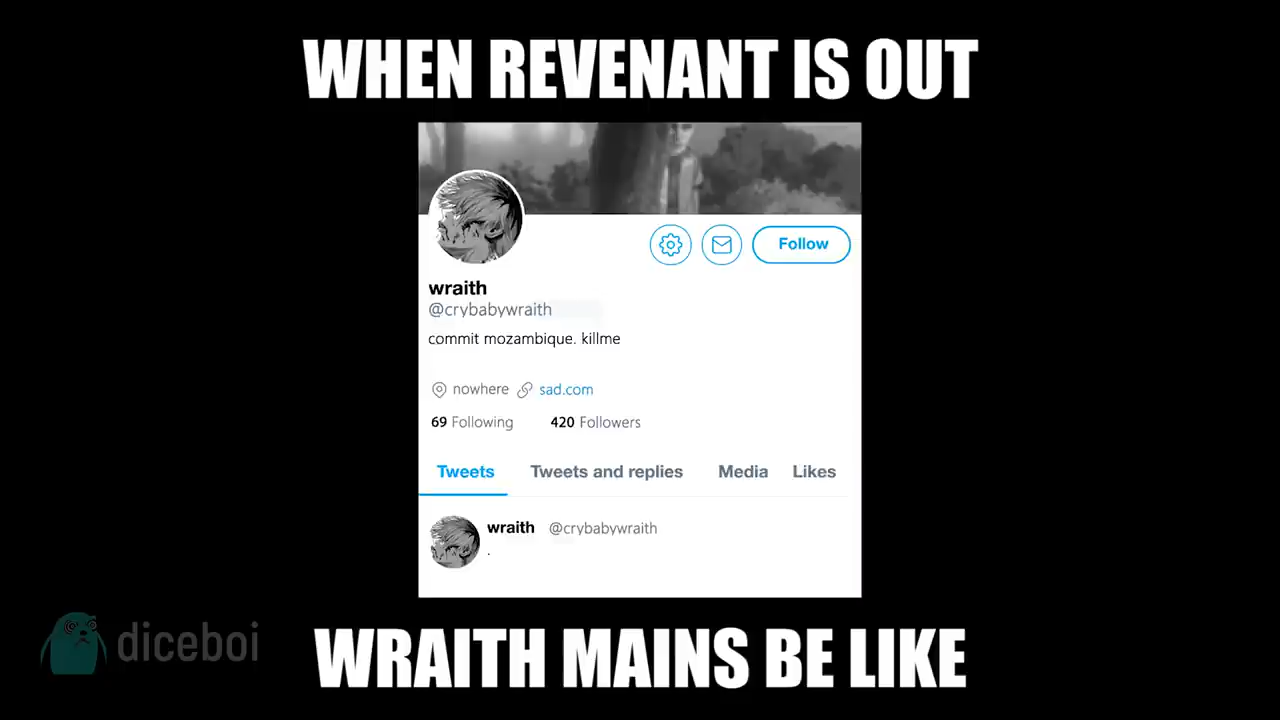 WHEN REVENANT IS OUT
Follow
wraith
@crybabywraith
commit mozambique. killme
nowhere sad.com
69 Following 420 Followers
Tweets Tweets and replies Media Likes
wraith @crybabywraith
.
diceboi
WRAITH MAINS BE LIKE